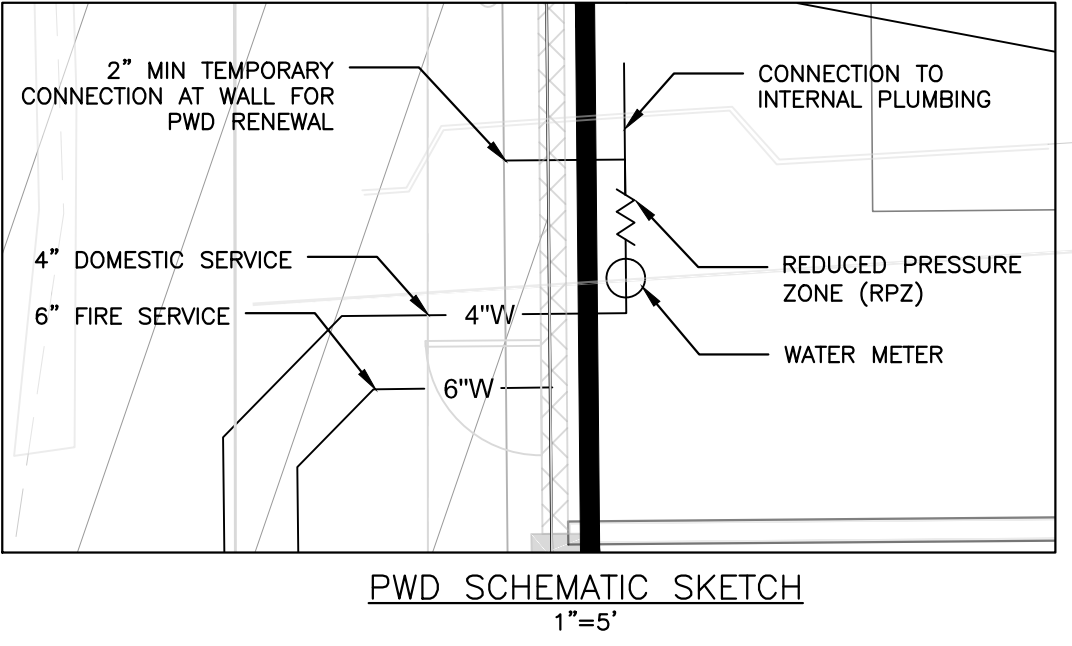 2” MIN TEMPORARY
CONNECTION AT WALL FOR
PWD RENEWAL
CONNECTION TO
INTERNAL PLUMBING
4” DOMESTIC SERVICE
6” FIRE SERVICE
4"W
6"W
REDUCED PRESSURE
ZONE (RPZ)
WATER METER
PWD SCHEMATIC SKETCH
1”=5’